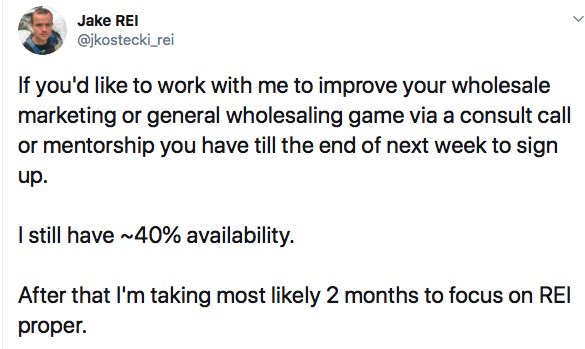 Jake REI
@jkostecki_rei
If you'd like to work with me to improve your wholesale
marketing or general wholesaling game via a consult call
or mentorship you have till the end of next week to sign
up.
I still have ~40% availability.
After that I'm taking most likely 2 months to focus on REI
proper.